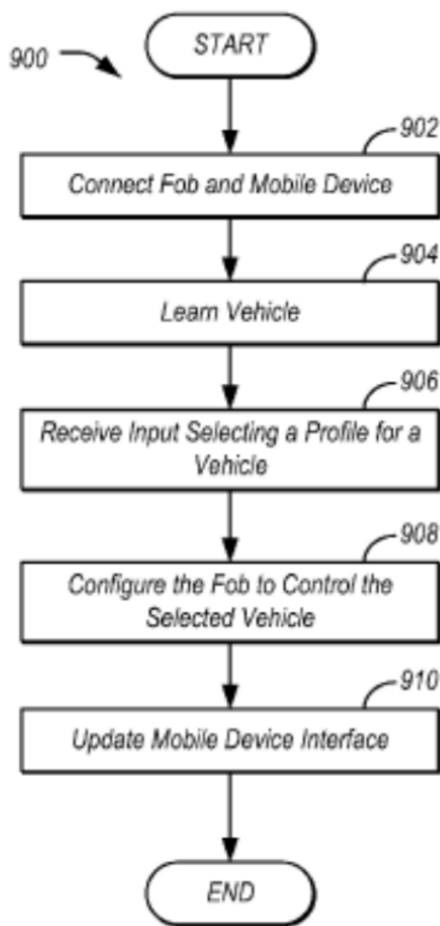 START
900
902
Connect Fob and Mobile Device
904
Learn Vehicle
906
Receive Input Selecting a Profile for a
Vehicle
908
Configure the Fob to Control the
Selected Vehicle
910
Update Mobile Device Interface
END